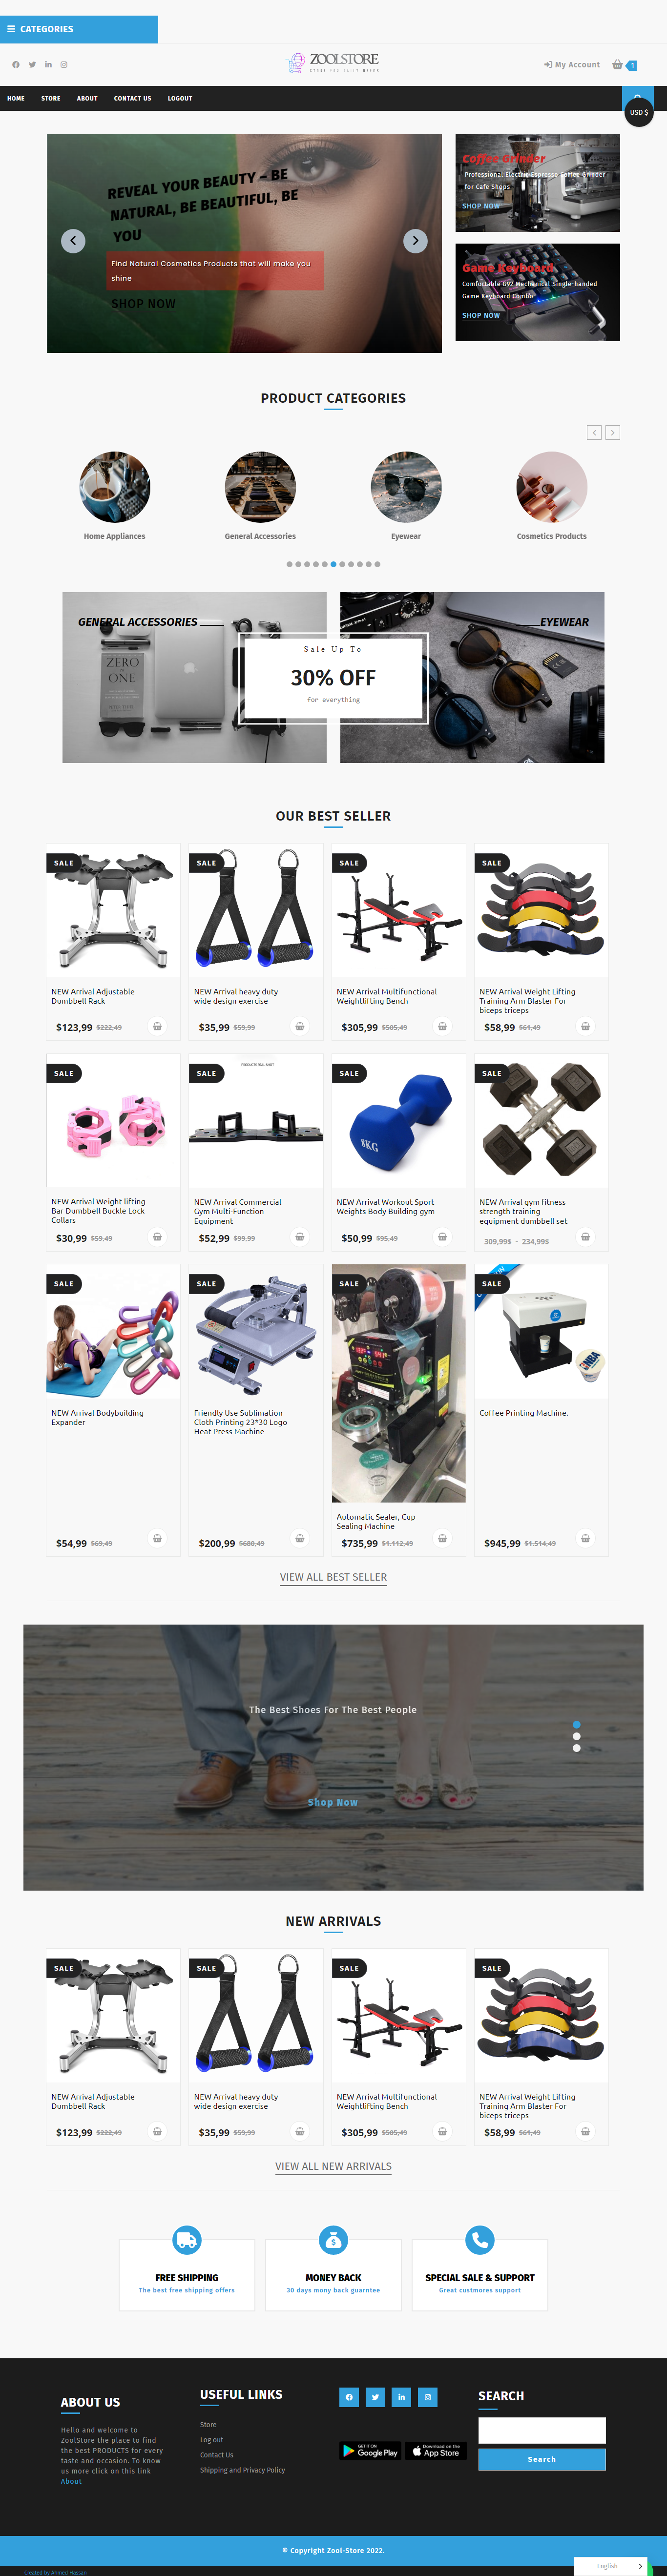 CATEGORIES
ZOOLSTORE
My Account
1
HOME
STORE
ABOUT
CONTACT US
LOGOUT
USD $
REVEAL YOUR BEAUTY – BE
NATURAL, BE BEAUTIFUL, BE
YOU
Find Natural Cosmetics Products that will make you
shine
SHOP NOW
Coffee Grinder
Professional Electric Espresso Coffee Grinder
for Cafe Shops
SHOP NOW
Game KeyBoard
Comfortable G92 Mechanical Single-handed
Game Keyboard Combo
SHOP NOW
PRODUCT CATEGORIES
Home Appliances
General Accessories
Eyewear
Cosmetics Products
GENERAL ACCESSORIES
ZERO
TO
ONE
EYEWEAR
Sale Up To
30% OFF
for everything
OUR BEST SELLER
SALE
SALE
SALE
SALE
NEW Arrival Adjustable
Dumbbell Rack
$123,99 $222,49
NEW Arrival heavy duty
wide design exercise
$35,99 $59,99
NEW Arrival Multifunctional
Weightlifting Bench
$305,99 $505,49
NEW Arrival Weight Lifting
Training Arm Blaster For
biceps triceps
$58,99 $61,49
SALE
SALE
PRODUCTS REAL SHOT
SALE
8KG
SALE
NEW Arrival Weight lifting
Bar Dumbbell Buckle Lock
Collars
$30,99 $59,49
NEW Arrival Commercial
Gym Multi-Function
Equipment
$52,99 $99,99
NEW Arrival Workout Sport
Weights Body Building gym
$50,99 $95,49
NEW Arrival gym fitness
strength training
equipment dumbbell set
309,99$ – 234,99$
SALE
SALE
SALE
SALE
NEW Arrival Bodybuilding
Expander
$54,99 $69,49
Friendly Use Sublimation
Cloth Printing 23*30 Logo
Heat Press Machine
$200,99 $680,49
Automatic Sealer, Cup
Sealing Machine
$735,99 $1.112,49
Coffee Printing Machine.
$945,99 $1.514,49
VIEW ALL BEST SELLER
The Best Shoes For The Best People
Shop Now
NEW ARRIVALS
SALE
SALE
SALE
SALE
NEW Arrival Adjustable
Dumbbell Rack
$123,99 $222,49
NEW Arrival heavy duty
wide design exercise
$35,99 $59,99
NEW Arrival Multifunctional
Weightlifting Bench
$305,99 $505,49
NEW Arrival Weight Lifting
Training Arm Blaster For
biceps triceps
$58,99 $61,49
VIEW ALL NEW ARRIVALS
FREE SHIPPING
The best free shipping offers
MONEY BACK
30 days mony back guarntee
SPECIAL SALE & SUPPORT
Great custmores support
ABOUT US
Hello and welcome to
ZoolStore the place to find
the best PRODUCTS for every
taste and occasion. To know
us more click on this link
About
USEFUL LINKS
Store
Log out
Contact Us
Shipping and Privacy Policy
GET IT ON
Google Play
Download on the
App Store
SEARCH
Search
© Copyright Zool-Store 2022.
Created by Ahmed Hassan
English